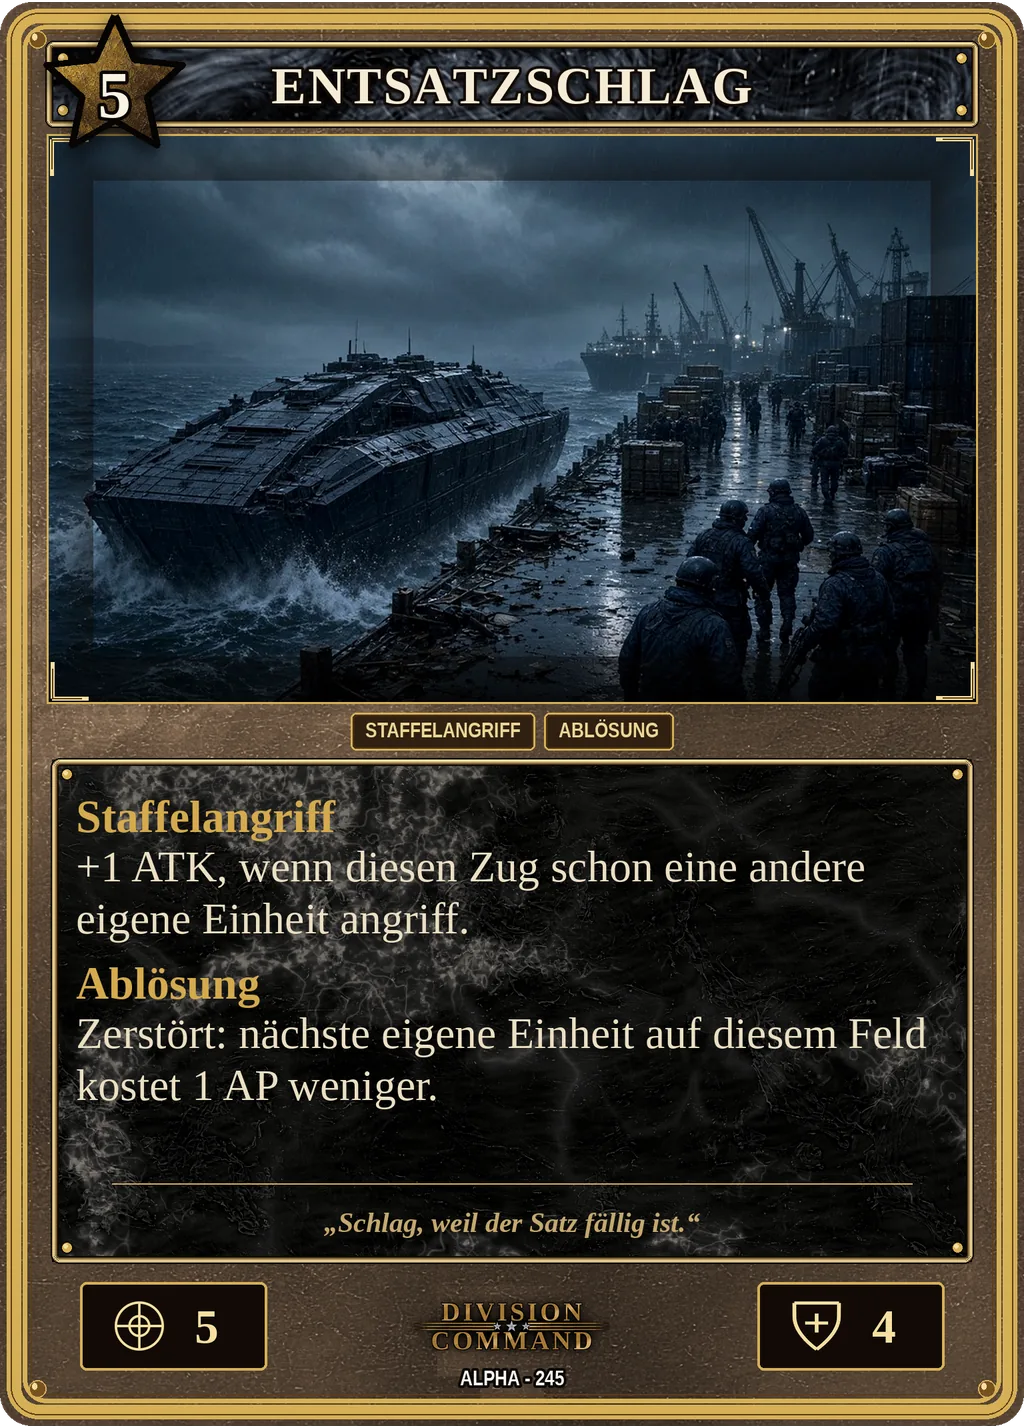 5
ENTSATZSCHLAG
STAFFELANGRIFF
ABLÖSUNG
Staffelangriff
+1 ATK, wenn diesen Zug schon eine andere
eigene Einheit angriff.
Ablösung
Zerstört: nächste eigene Einheit auf diesem Feld
kostet 1 AP weniger.
„Schlag, weil der Satz fällig ist.“
5
DIVISION
COMMAND
4
ALPHA - 245